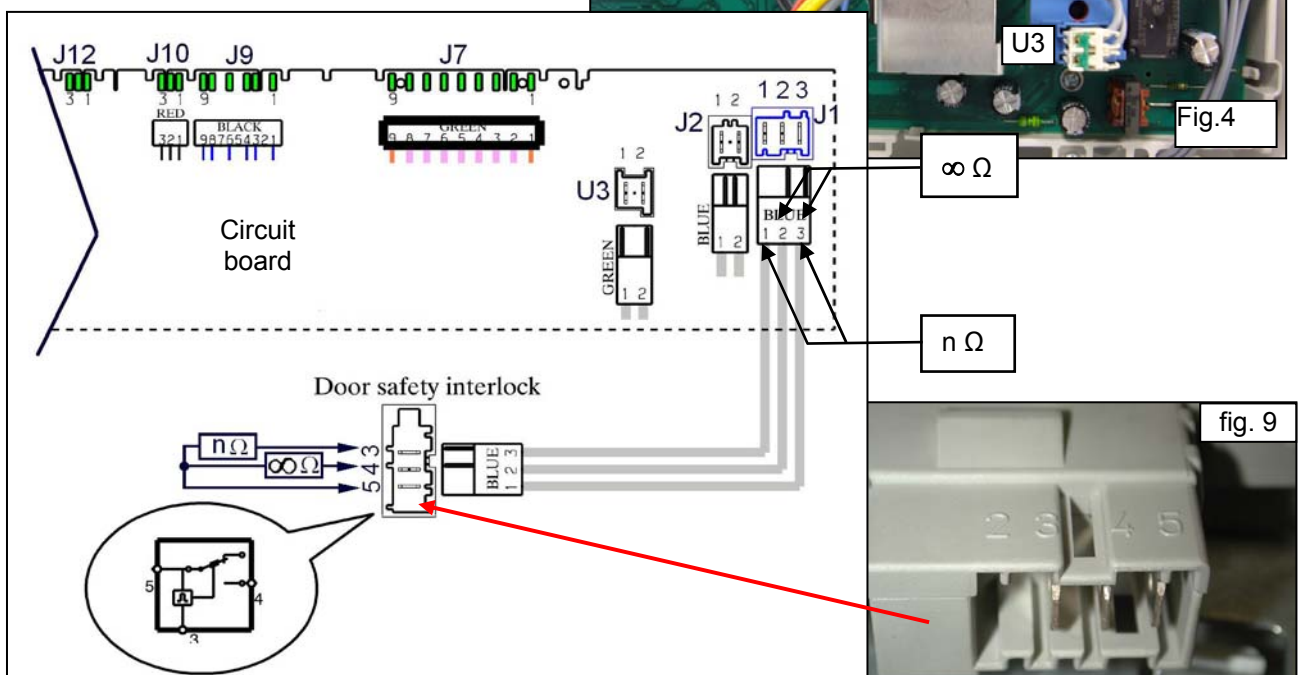 U3
Fig.4
J12 J10 J9 J7
3 1 3 1 9 1 9 1
RED
321
BLACK
987654321
GREEN
9 8 7 6 5 4 3 2 1
1 2
J2
1 2 3
J1
∞ Ω
1 2
U3
BLUE
1 2
BLUE
1 2 3
GREEN
1 2
Circuit
board
n Ω
Door safety interlock
nΩ
∞Ω
3
4
5
BLUE
1 2 3
5
4
3
fig. 9
2 3 4 5